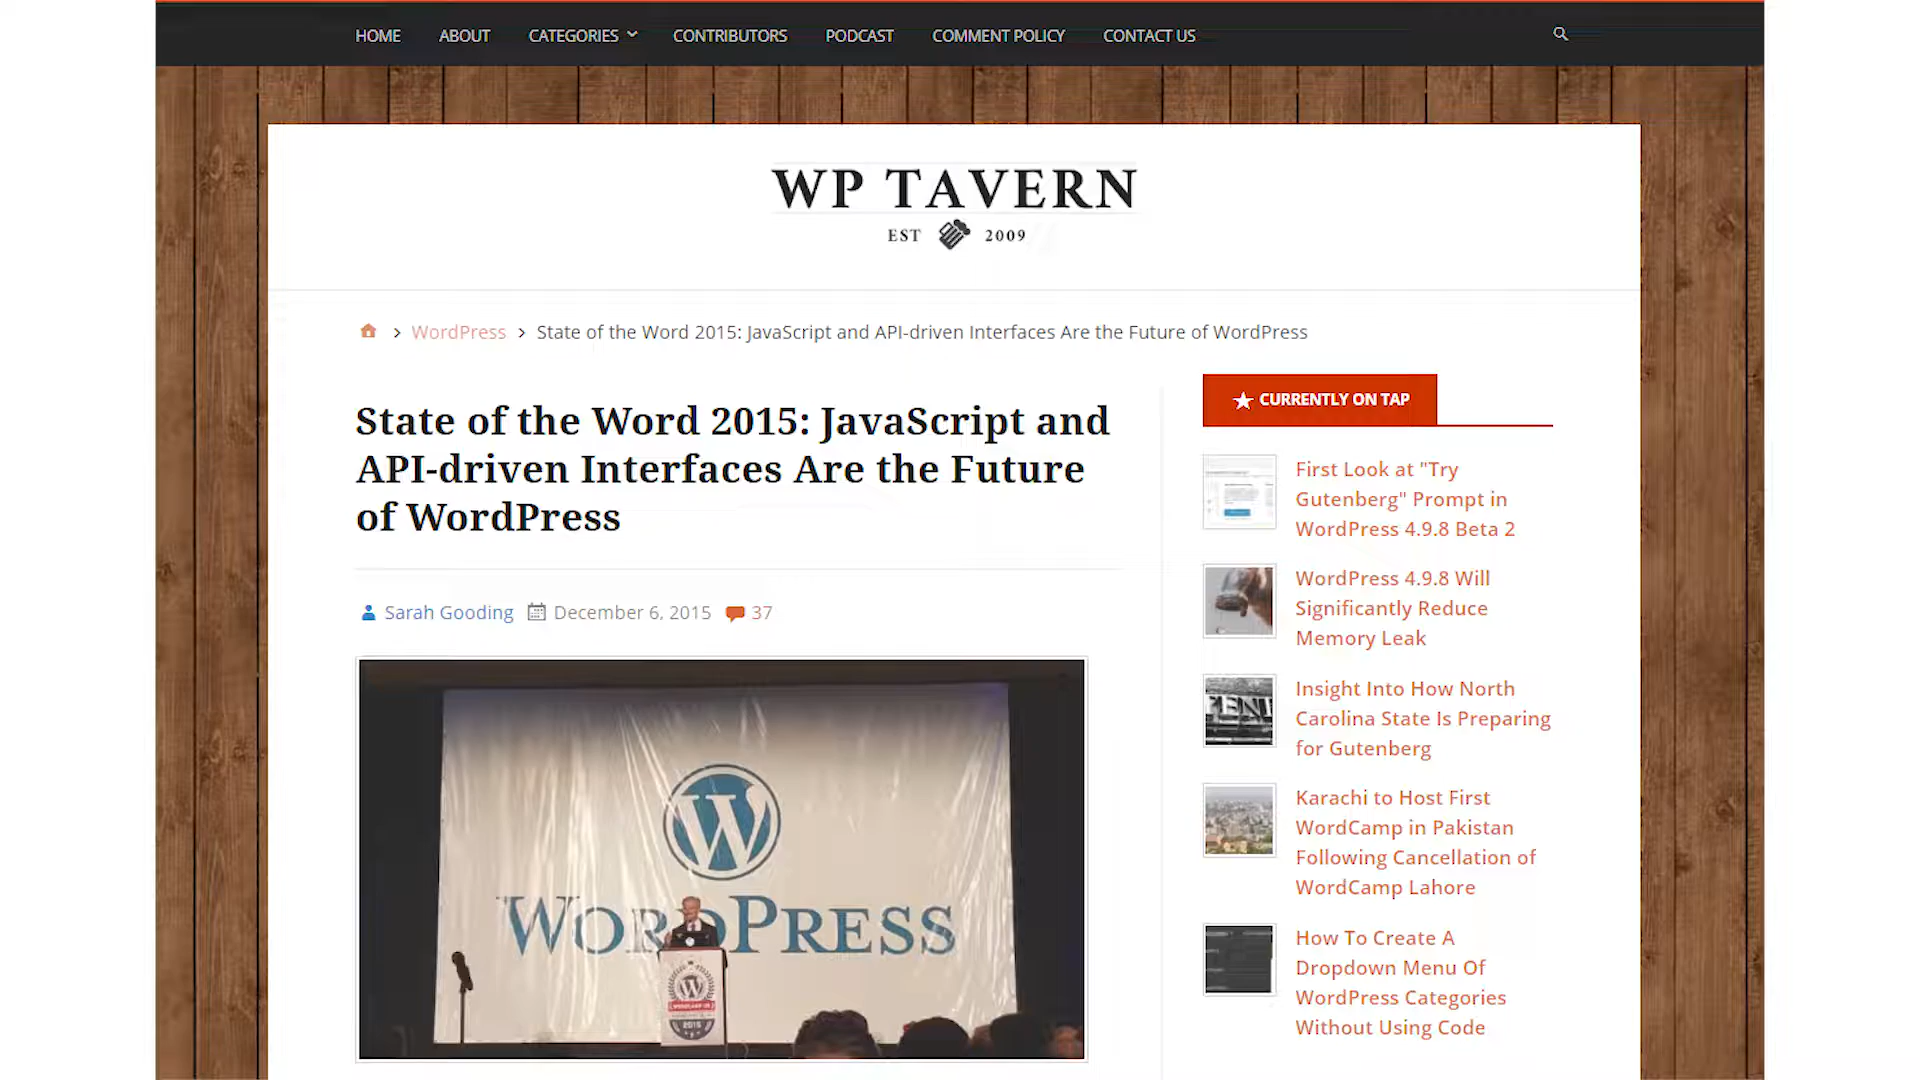 HOME ABOUT CATEGORIES CONTRIBUTORS PODCAST COMMENT POLICY CONTACT US
WP TAVERN
EST 2009
WordPress > State of the Word 2015: JavaScript and API-driven Interfaces Are the Future of WordPress
State of the Word 2015: JavaScript and
API-driven Interfaces Are the Future
of WordPress
Sarah Gooding December 6, 2015 37
WORDPRESS
2015
CURRENTLY ON TAP
First Look at "Try
Gutenberg" Prompt in
WordPress 4.9.8 Beta 2
WordPress 4.9.8 Will
Significantly Reduce
Memory Leak
Insight Into How North
Carolina State Is Preparing
for Gutenberg
Karachi to Host First
WordCamp in Pakistan
Following Cancellation of
WordCamp Lahore
How To Create A
Dropdown Menu Of
WordPress Categories
Without Using Code